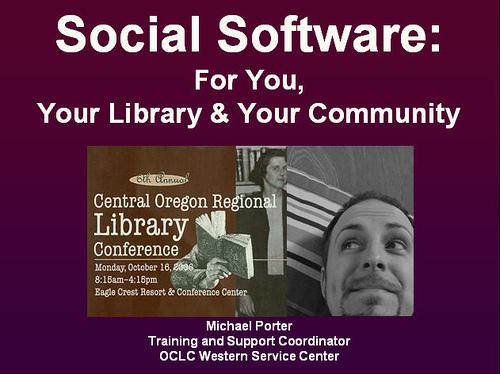 Social Software:
For You,
Your Library & Your Community
6th Annual
Central Oregon Regional
Library
Conference
Monday, October 16, 2006
8:15am-4:15pm
Eagle Crest Resort & Conference Center
Michael Porter
Training and Support Coordinator
OCLC Western Service Center